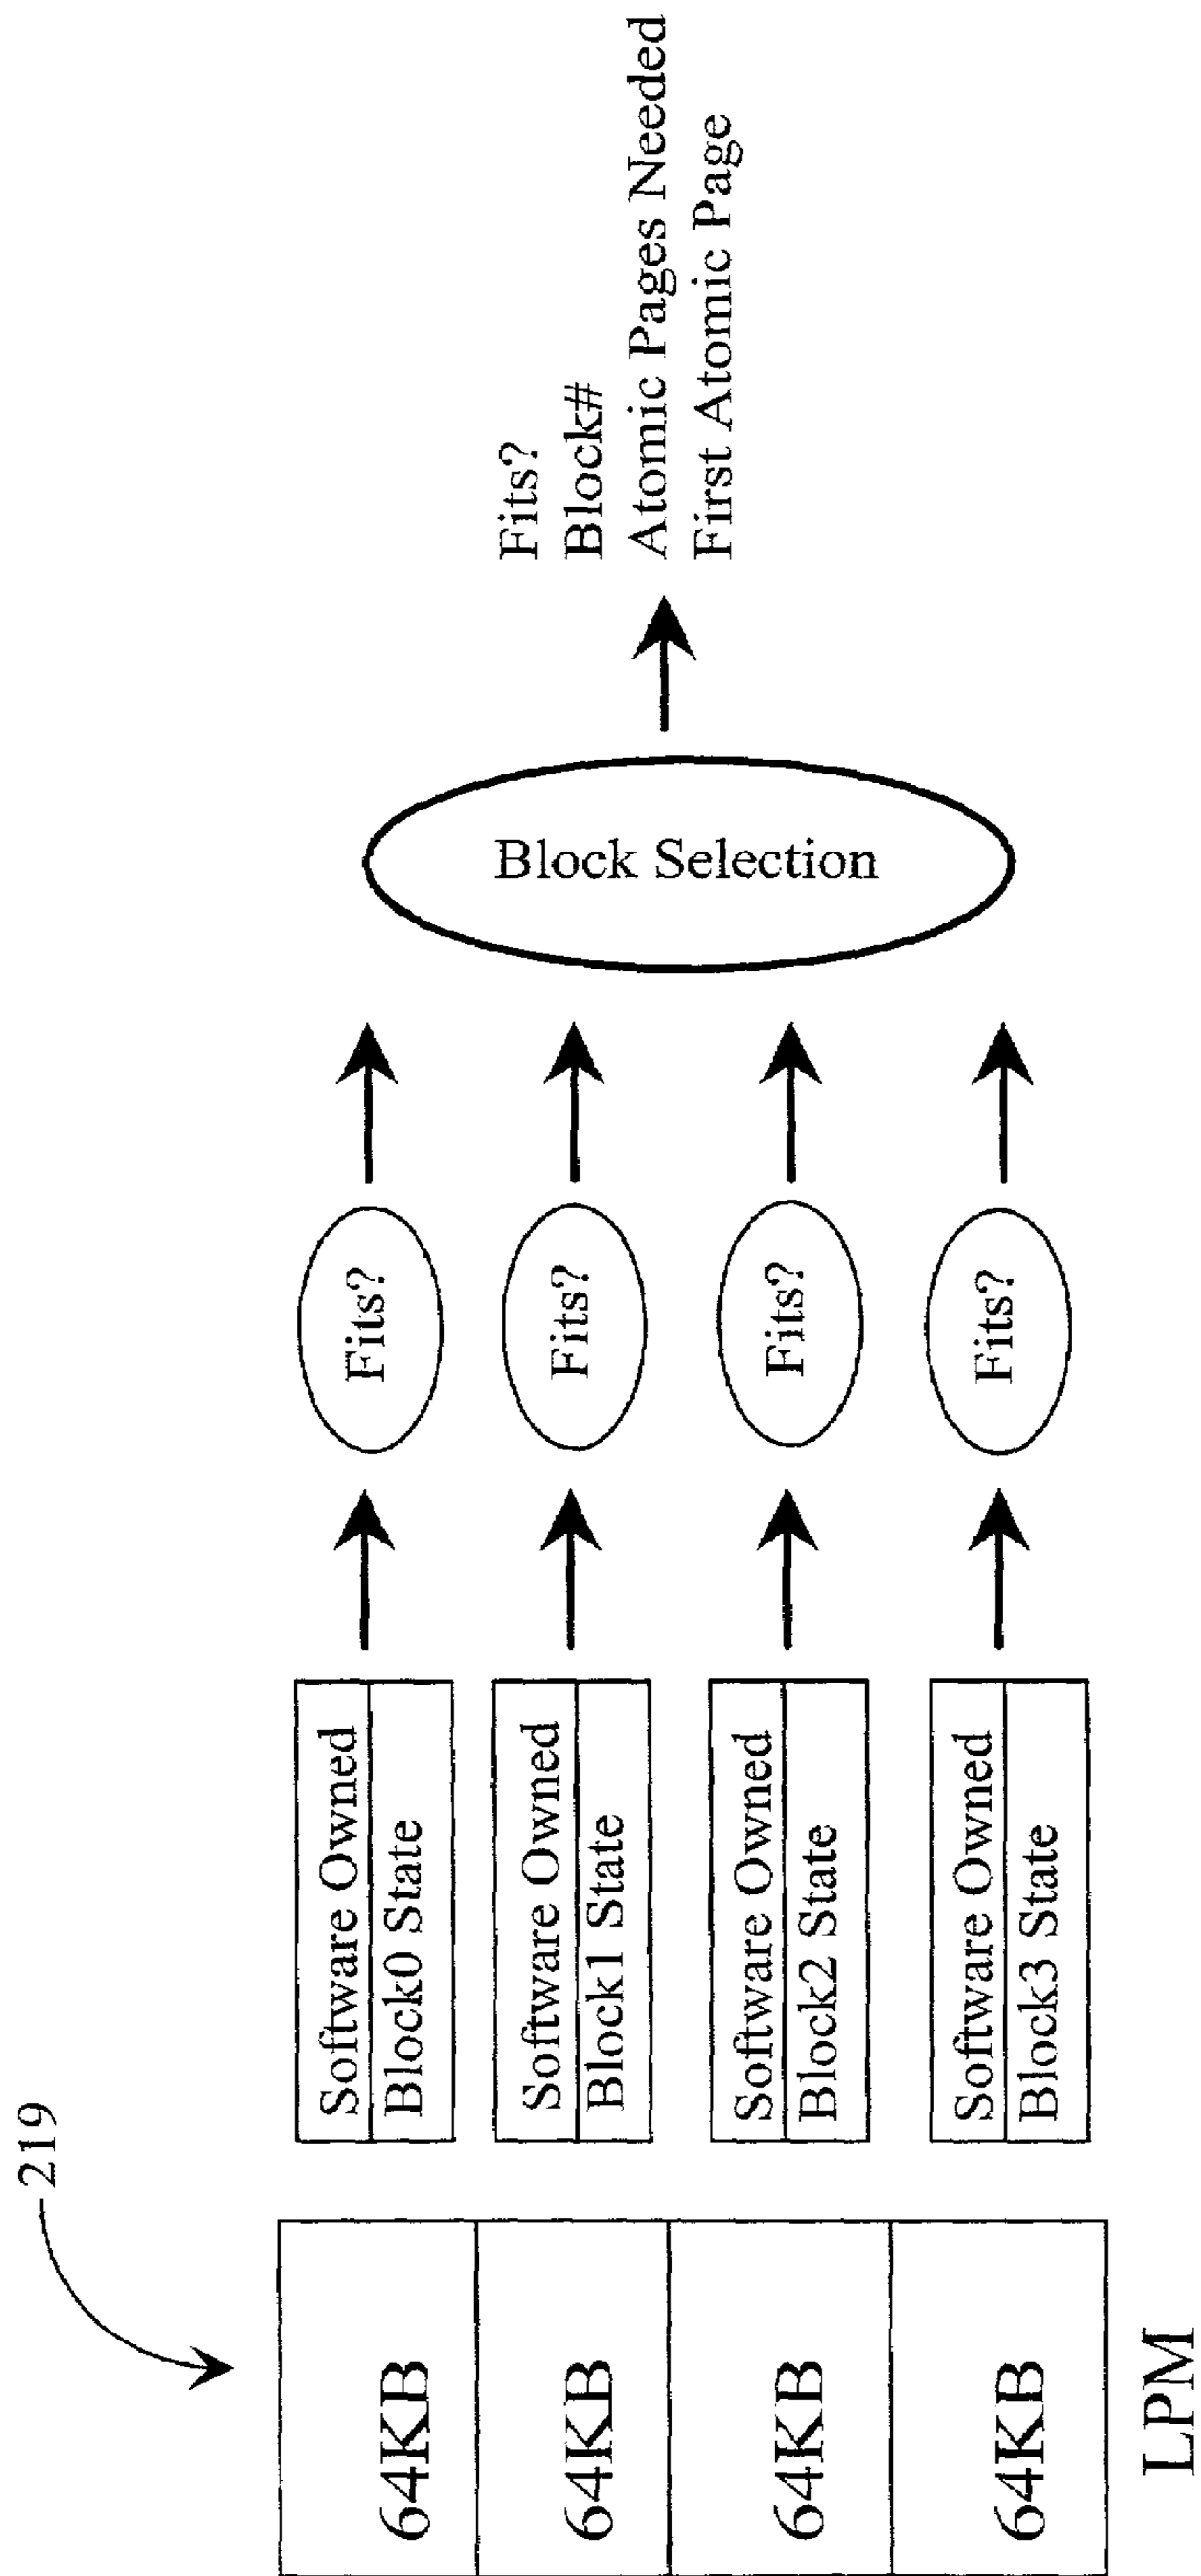 219
64KB
64KB
64KB
64KB
LPM
Software Owned
Block0 State
Software Owned
Block1 State
Software Owned
Block2 State
Software Owned
Block3 State
Fits?
Fits?
Fits?
Fits?
Block Selection
Fits?
Block#
Atomic Pages Needed
First Atomic Page